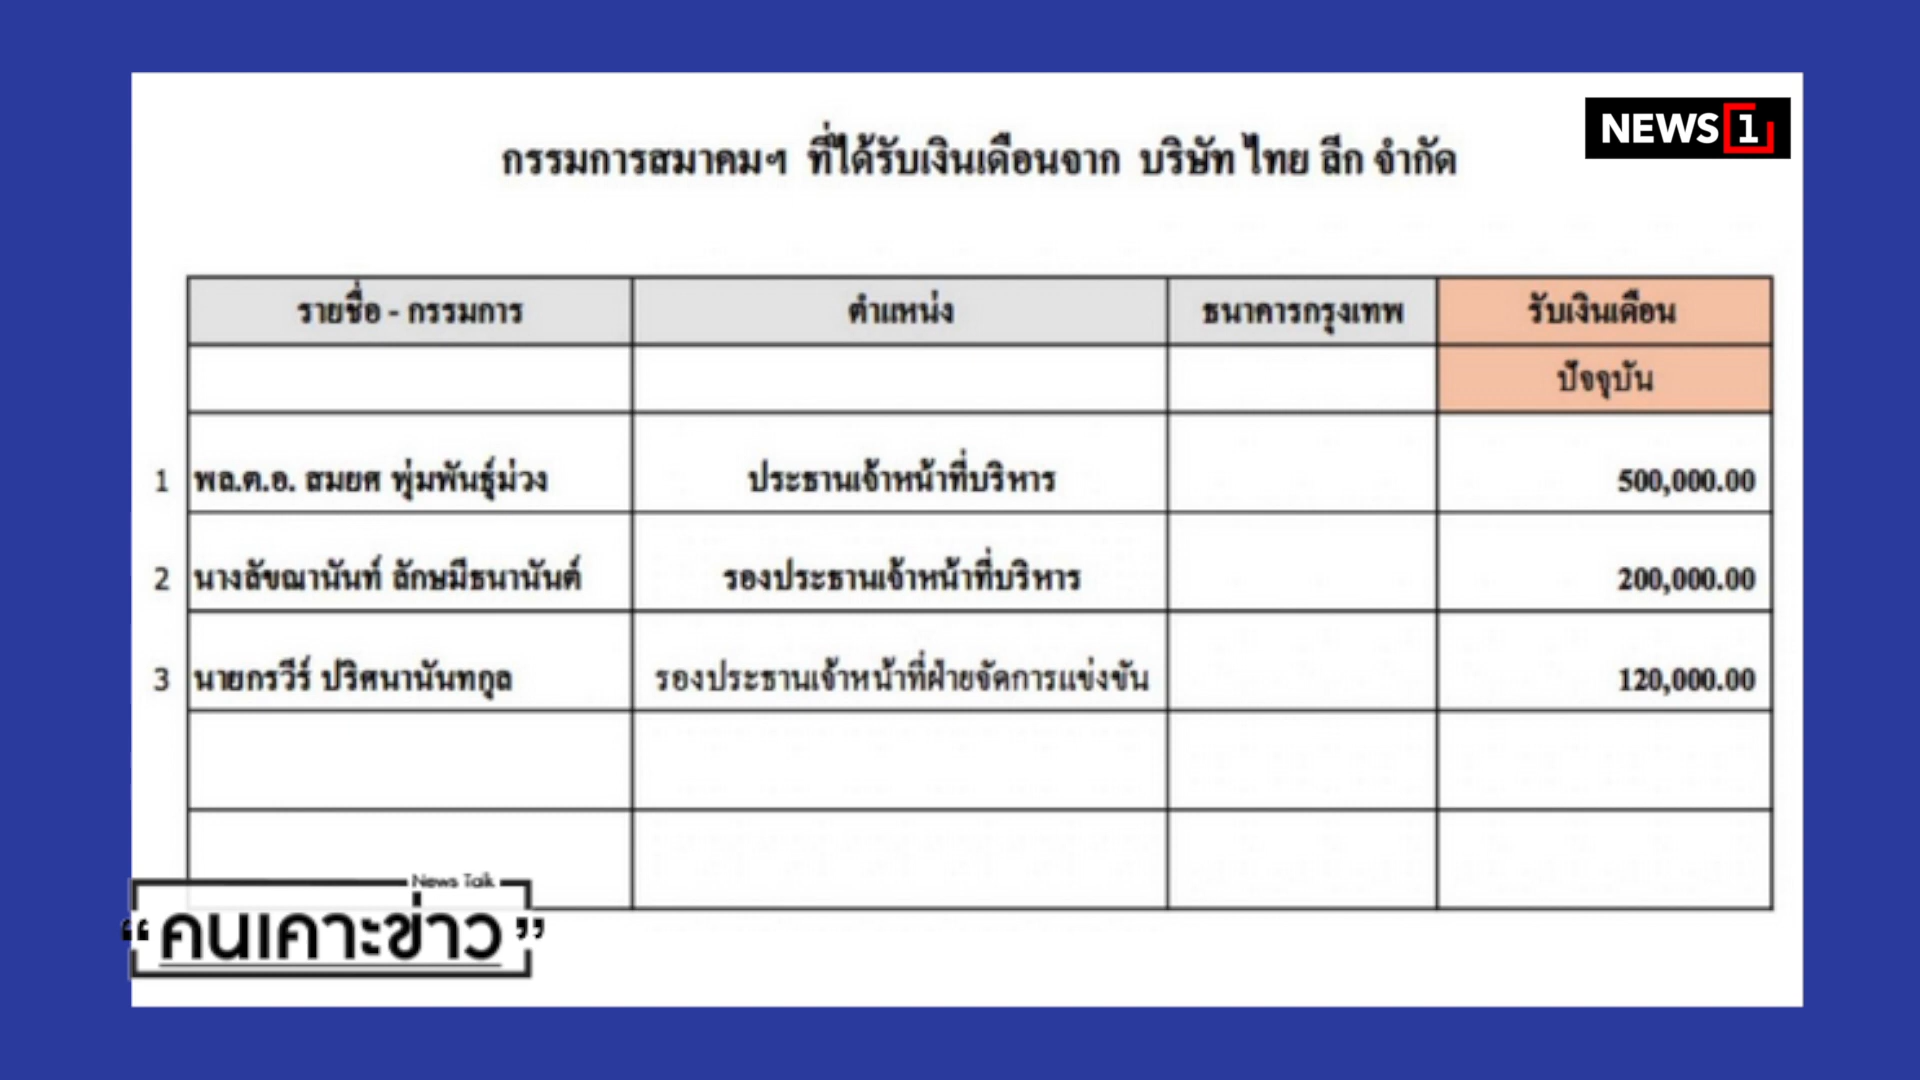 NEWS 1
กรรมการสมาคมฯ ที่ได้รับเงินเดือนจาก บริษัท ไทย ลีก จำกัด
รายชื่อ - กรรมการ ตำแหน่ง ธนาคารกรุงเทพ รับเงินเดือน
ปัจจุบัน
1 พล.ต.อ. สมยศ พุ่มพันธุ์ม่วง ประธานเจ้าหน้าที่บริหาร 500,000.00
2 นางลัขณานันท์ ลักษมีธนานันต์ รองประธานเจ้าหน้าที่บริหาร 200,000.00
3 นายกรวีร์ ปริศนานันทกุล รองประธานเจ้าหน้าที่ฝ่ายจัดการแข่งขัน 120,000.00
News Talk
“คนเคาะข่าว”